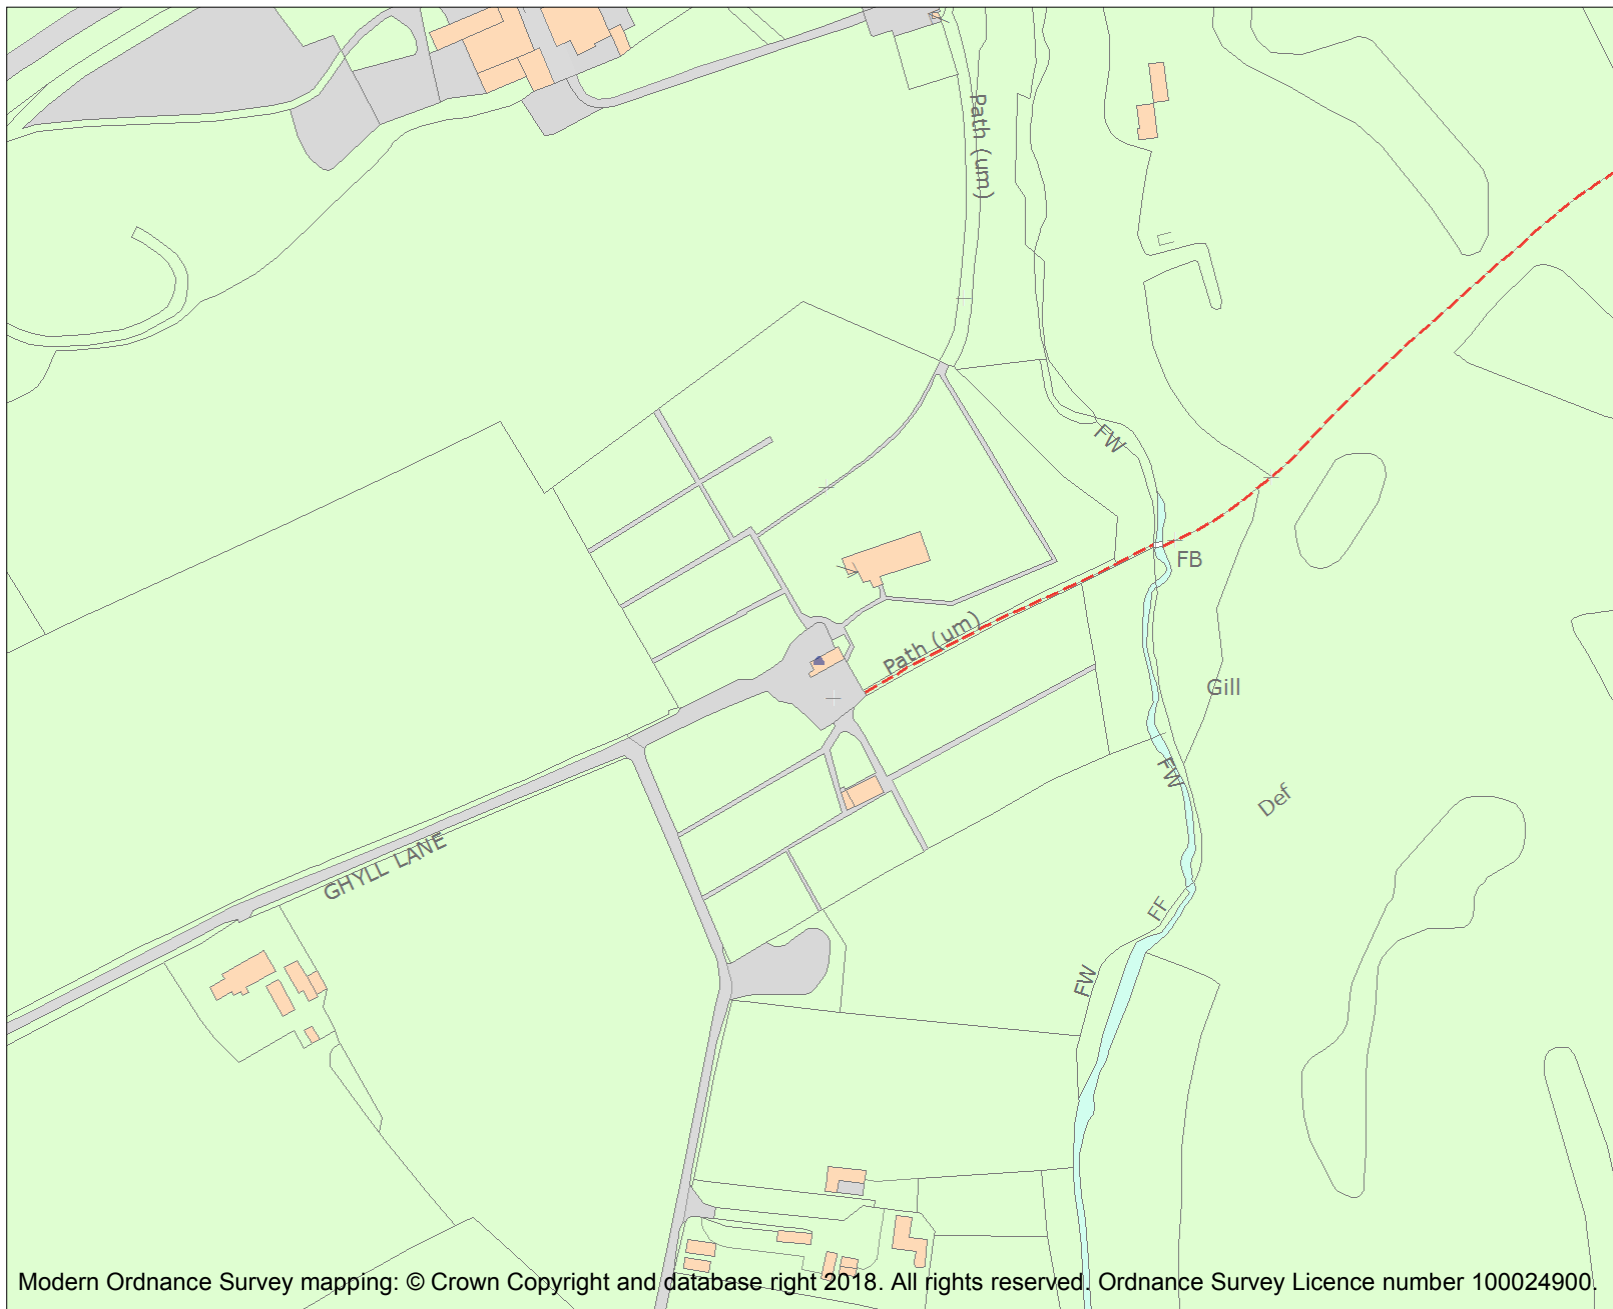 Path (um)
FW
FB
Path (um)
Gill
FW
Def
GHYLL LANE
FF
FW
Modern Ordnance Survey mapping: © Crown Copyright and database right 2018. All rights reserved. Ordnance Survey Licence number 100024900.